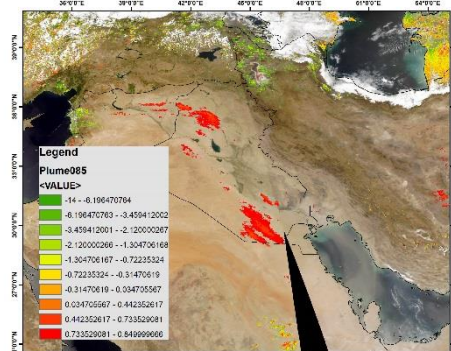 36°0'0"E 39°0'0"E 42°0'0"E 45°0'0"E 48°0'0"E 51°0'0"E 54°0'0"E
Legend
Plume085
<VALUE>
-14 - -6.196470764
-6.196470763 - -3.459412002
-3.459412001 - -2.120000267
-2.120000266 - -1.304706168
-1.304706167 - -0.72235324
-0.72235324 - -0.31470619
-0.31470619 - 0.034705567
0.034705567 - 0.442352617
0.442352617 - 0.733529081
0.733529081 - 0.849999666